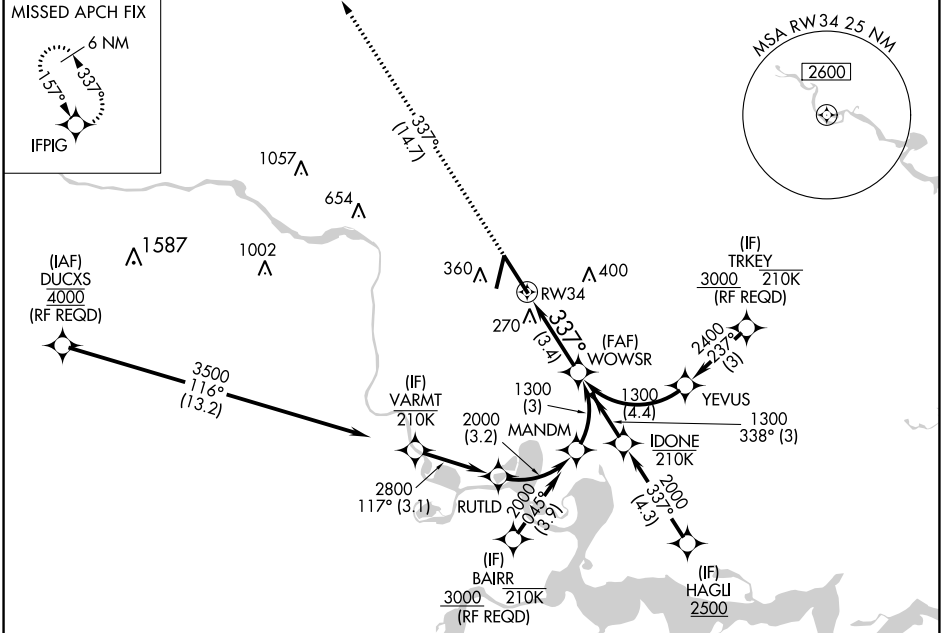 MISSED APCH FIX
6 NM
337°
157°
IFPIG
MSA RW34 25 NM
2600
337°
(14.7)
1057
654
1587
1002
(IAF)
DUCXS
4000
(RF REQD)
360
400
RW34
270
337°
(3.4)
(IF)
TRKEY
3000 210K
(RF REQD)
2400
237°
(3)
(FAF)
WOWSR
3500
116°
(13.2)
(IF)
VARMT
210K
1300
(3)
1300
(4.4)
YEVUS
2000
(3.2)
MANDM
1300
338° (3)
IDONE
210K
2800
117° (3.1)
RUTLD
2000
045°
(3.9)
2000
337°
(4.3)
(IF)
BAIRR
3000 210K
(RF REQD)
(IF)
HAGLI
2500